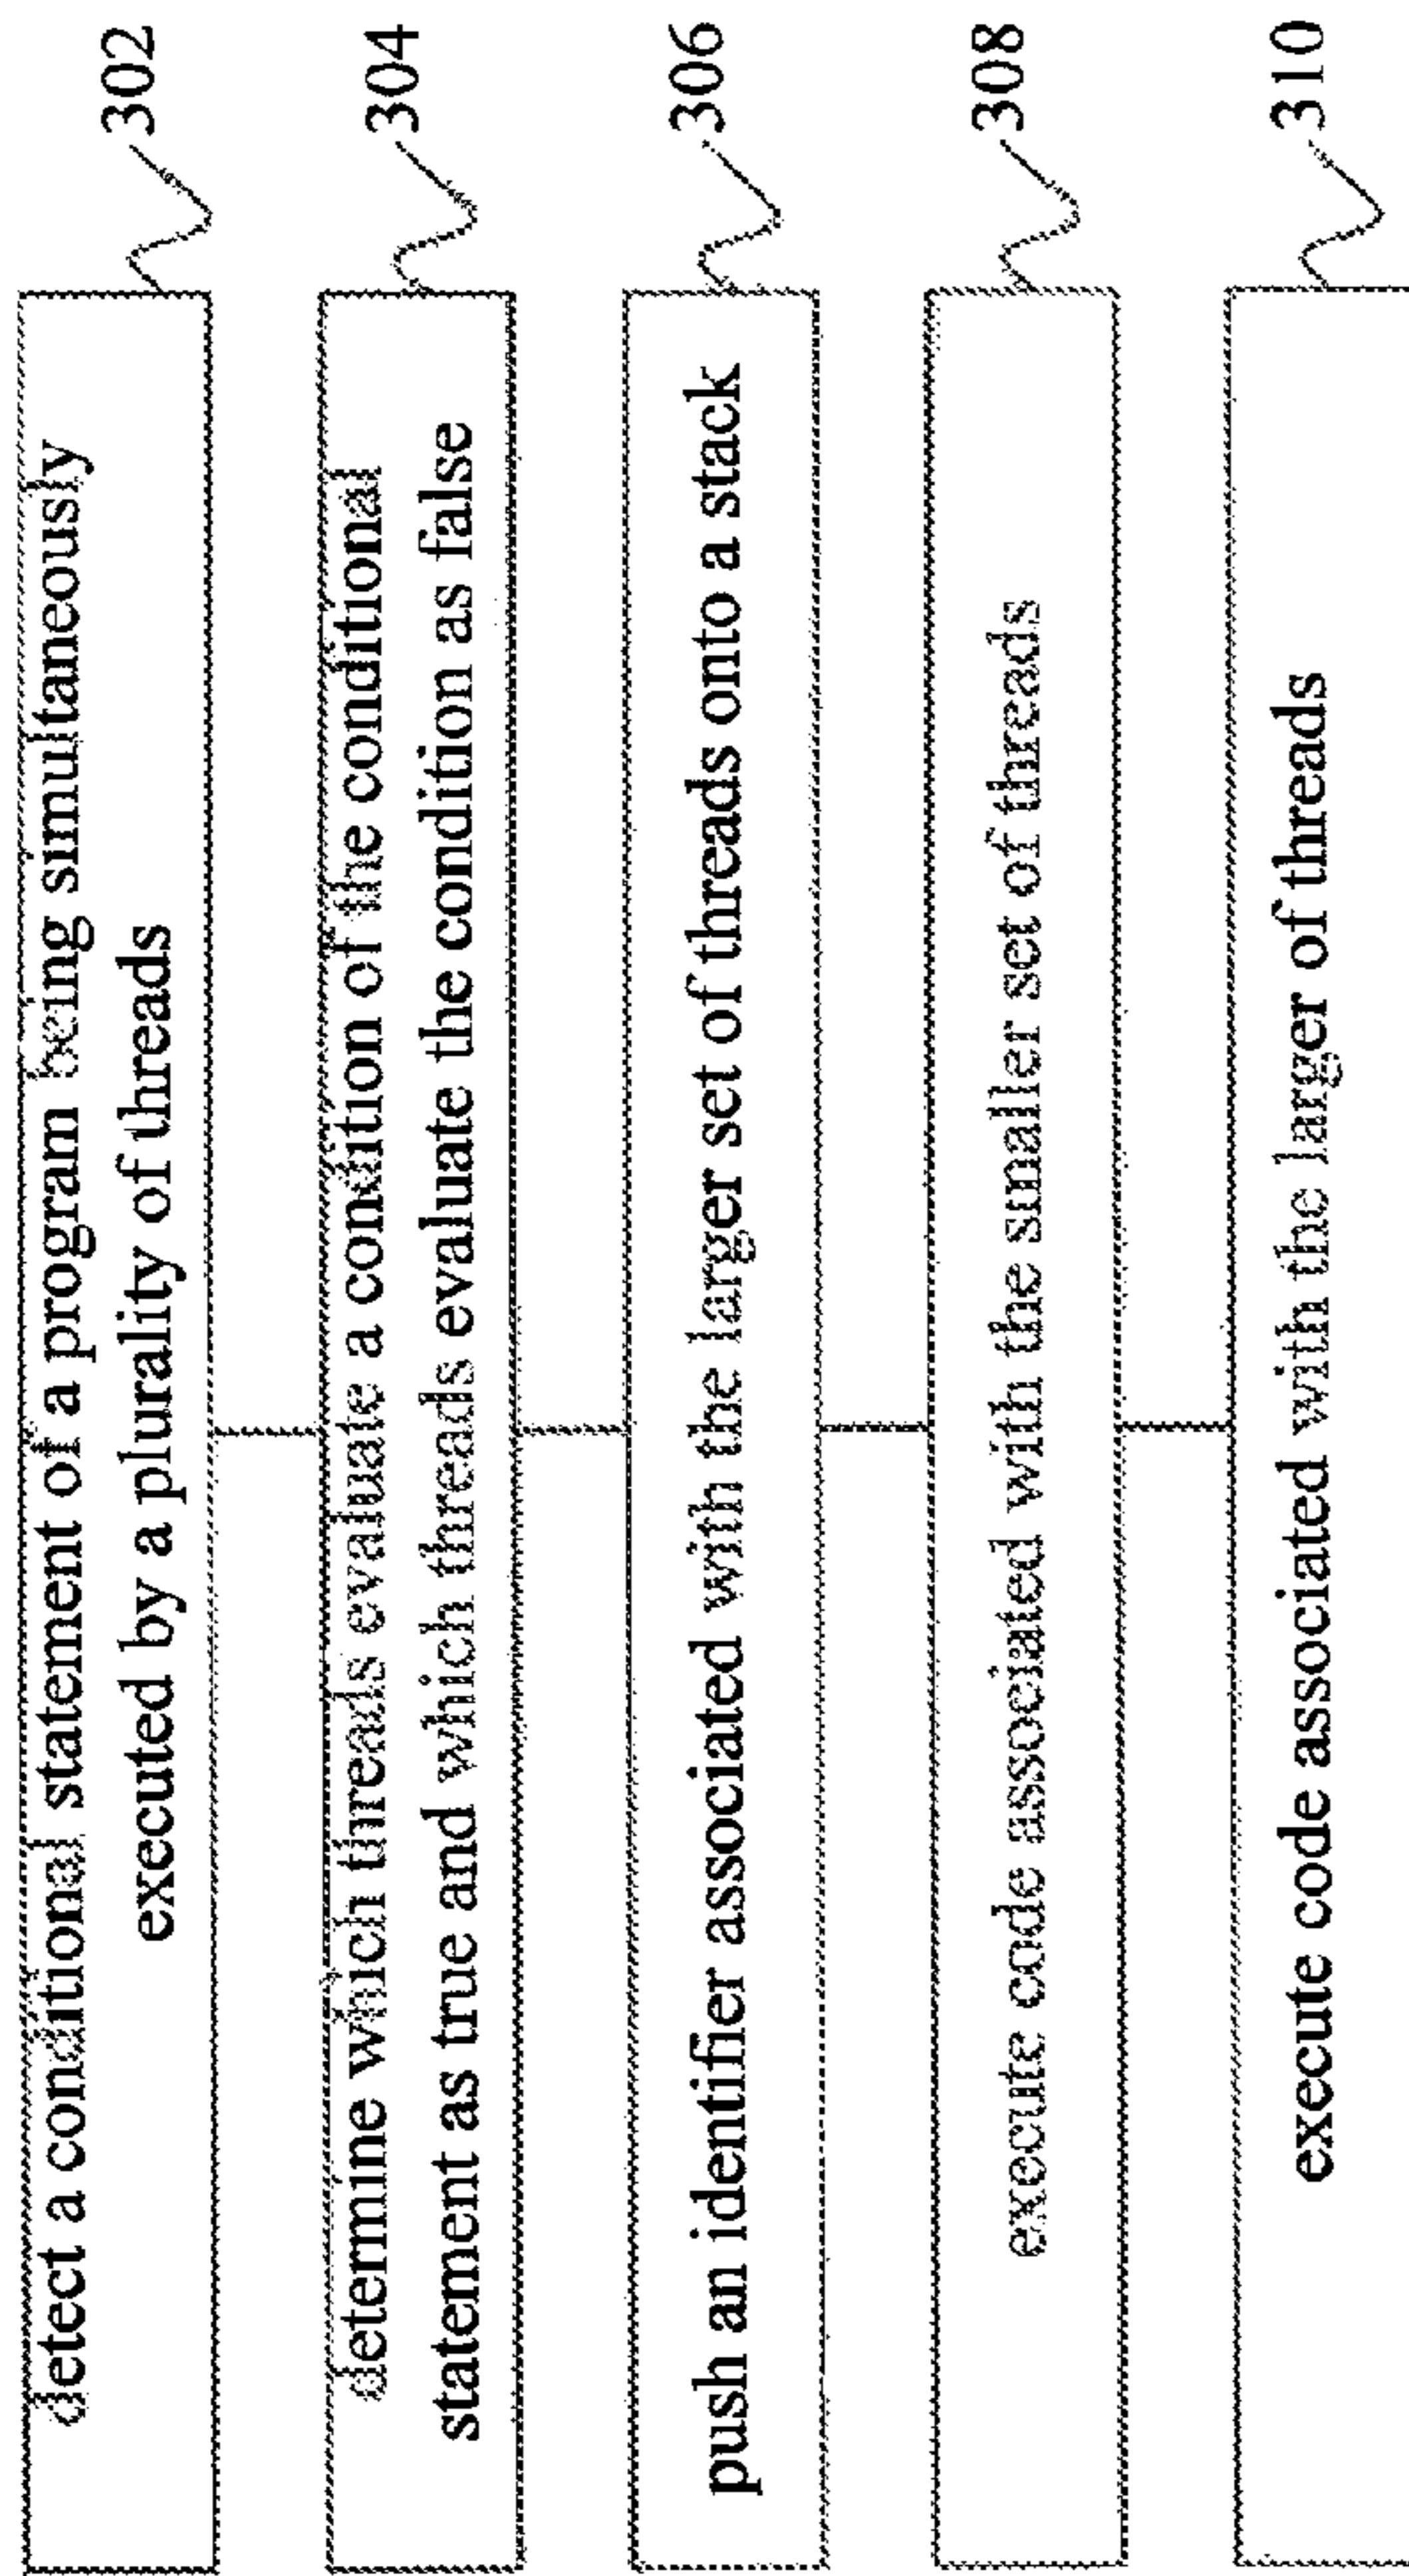 detect a conditional statement of a program being simultaneously
executed by a plurality of threads
302
determine which threads evaluate a condition of the conditional
statement as true and which threads evaluate the condition as false
304
push an identifier associated with the larger set of threads onto a stack
306
execute code associated with the smaller set of threads
308
execute code associated with the larger of threads
310